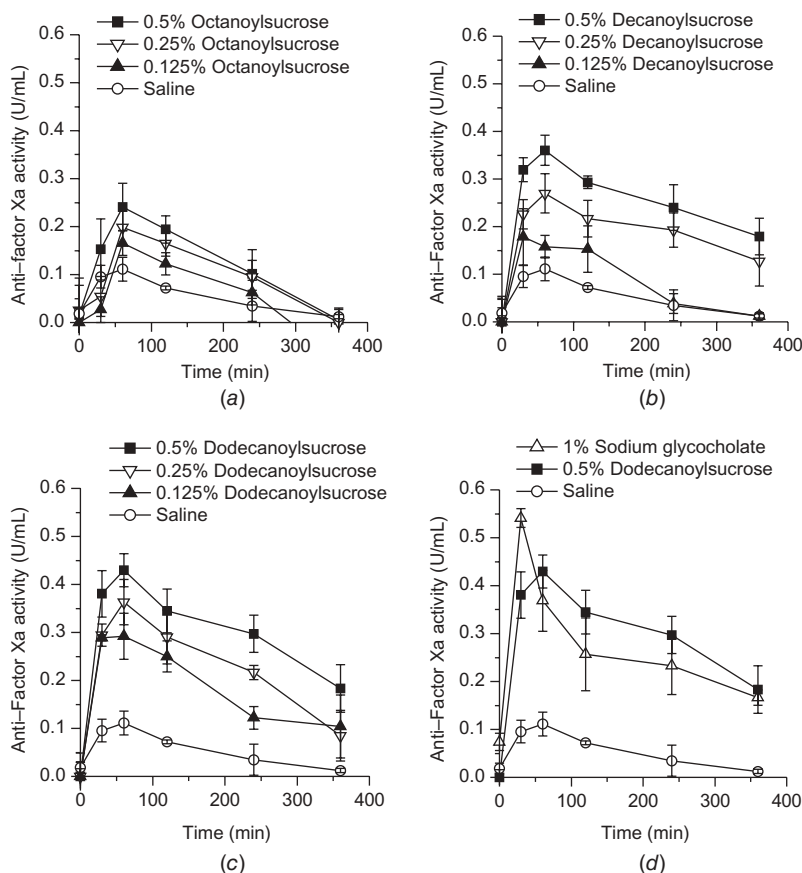 0.5% Octanoylsucrose
0.25% Octanoylsucrose
0.125% Octanoylsucrose
Saline
Anti–factor Xa activity (U/mL)
0.6
0.5
0.4
0.3
0.2
0.1
0.0
0
100
200
300
400
Time (min)
(a)
0.5% Decanoylsucrose
0.25% Decanoylsucrose
0.125% Decanoylsucrose
Saline
Anti–Factor Xa activity (U/mL)
0.6
0.5
0.4
0.3
0.2
0.1
0.0
0
100
200
300
400
Time (min)
(b)
0.5% Dodecanoylsucrose
0.25% Dodecanoylsucrose
0.125% Dodecanoylsucrose
Saline
Anti–Factor Xa activity (U/mL)
0.6
0.5
0.4
0.3
0.2
0.1
0.0
0
100
200
300
400
Time (min)
(c)
1% Sodium glycocholate
0.5% Dodecanoylsucrose
Saline
Anti–Factor Xa activity (U/mL)
0.6
0.5
0.4
0.3
0.2
0.1
0.0
0
100
200
300
400
Time (min)
(d)